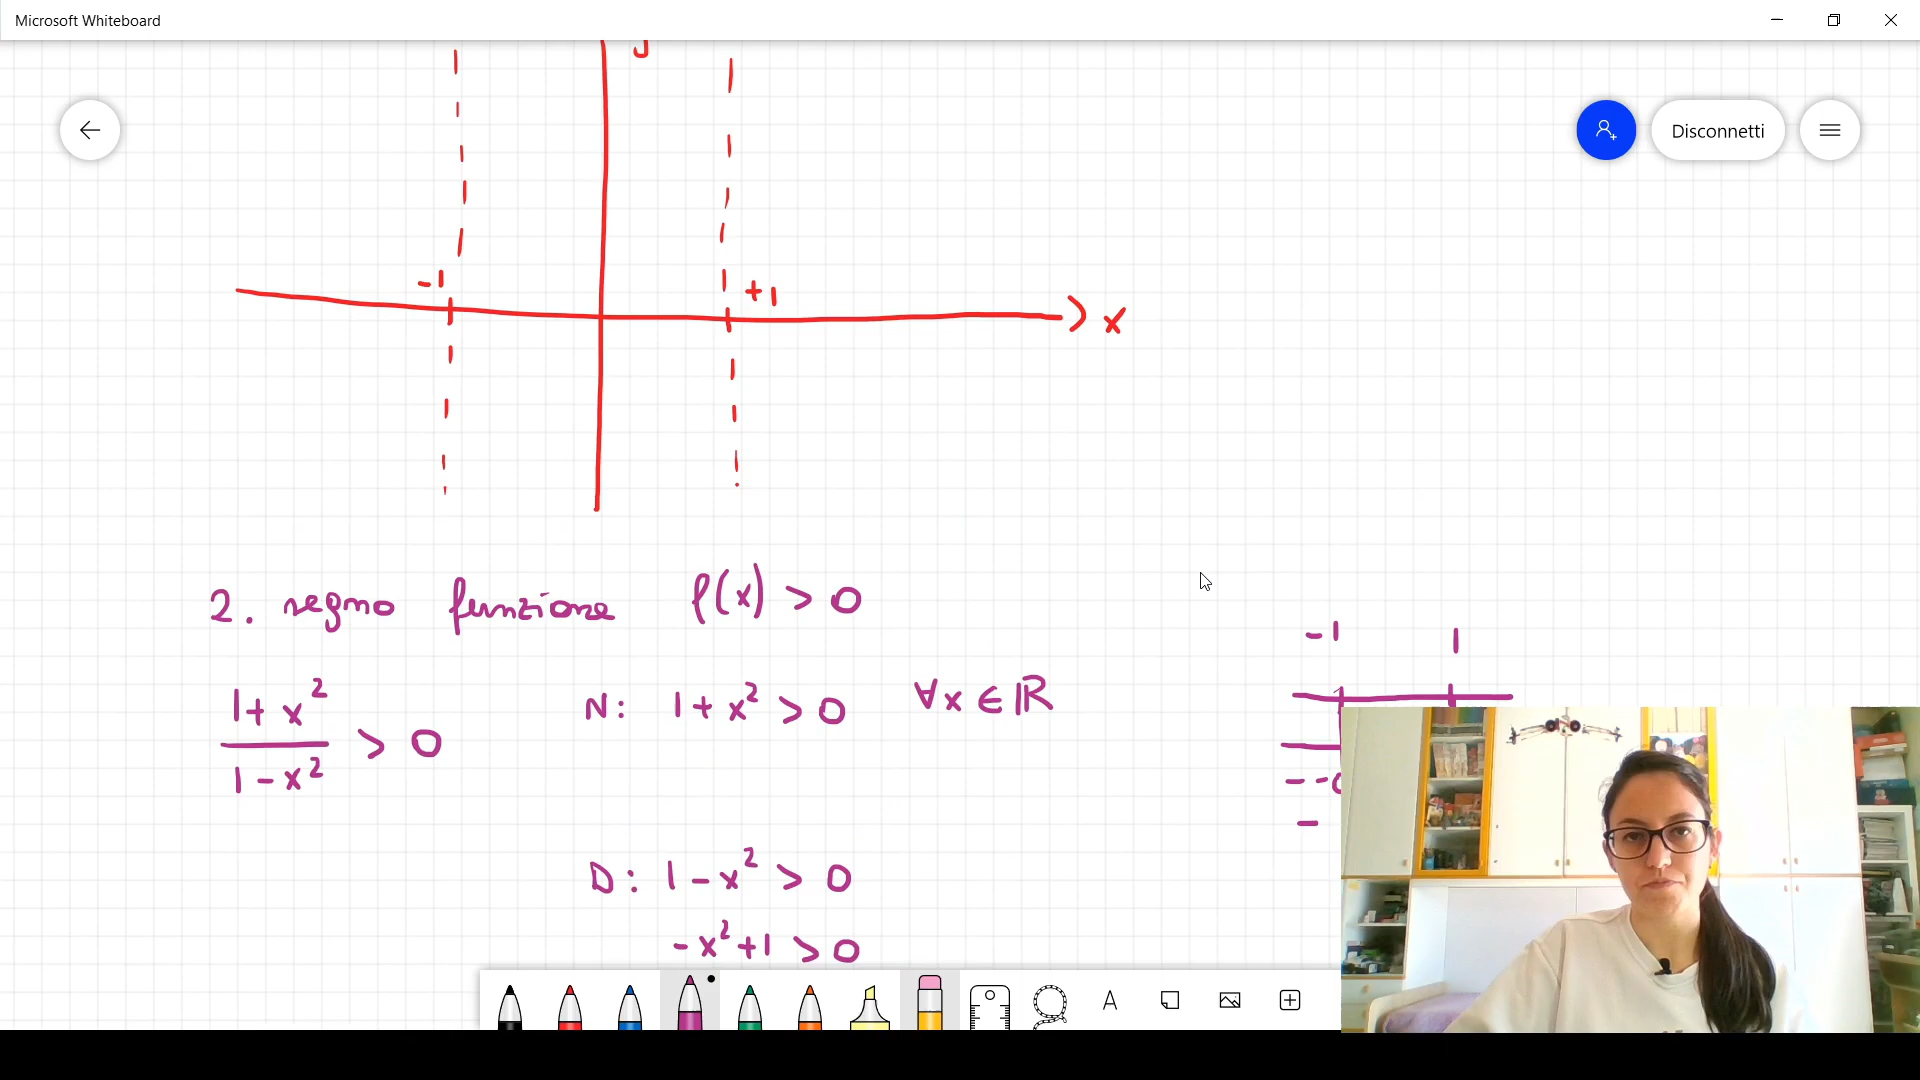 Microsoft Whiteboard
Disconnetti
-1
+1
x
2. segno funzione f(x) > 0
-1 1
1+x²
――― > 0
1-x²
N: 1+x² > 0 ∀x ∈ ℝ
- - 0
-
D: 1-x² > 0
-x²+1 > 0
A